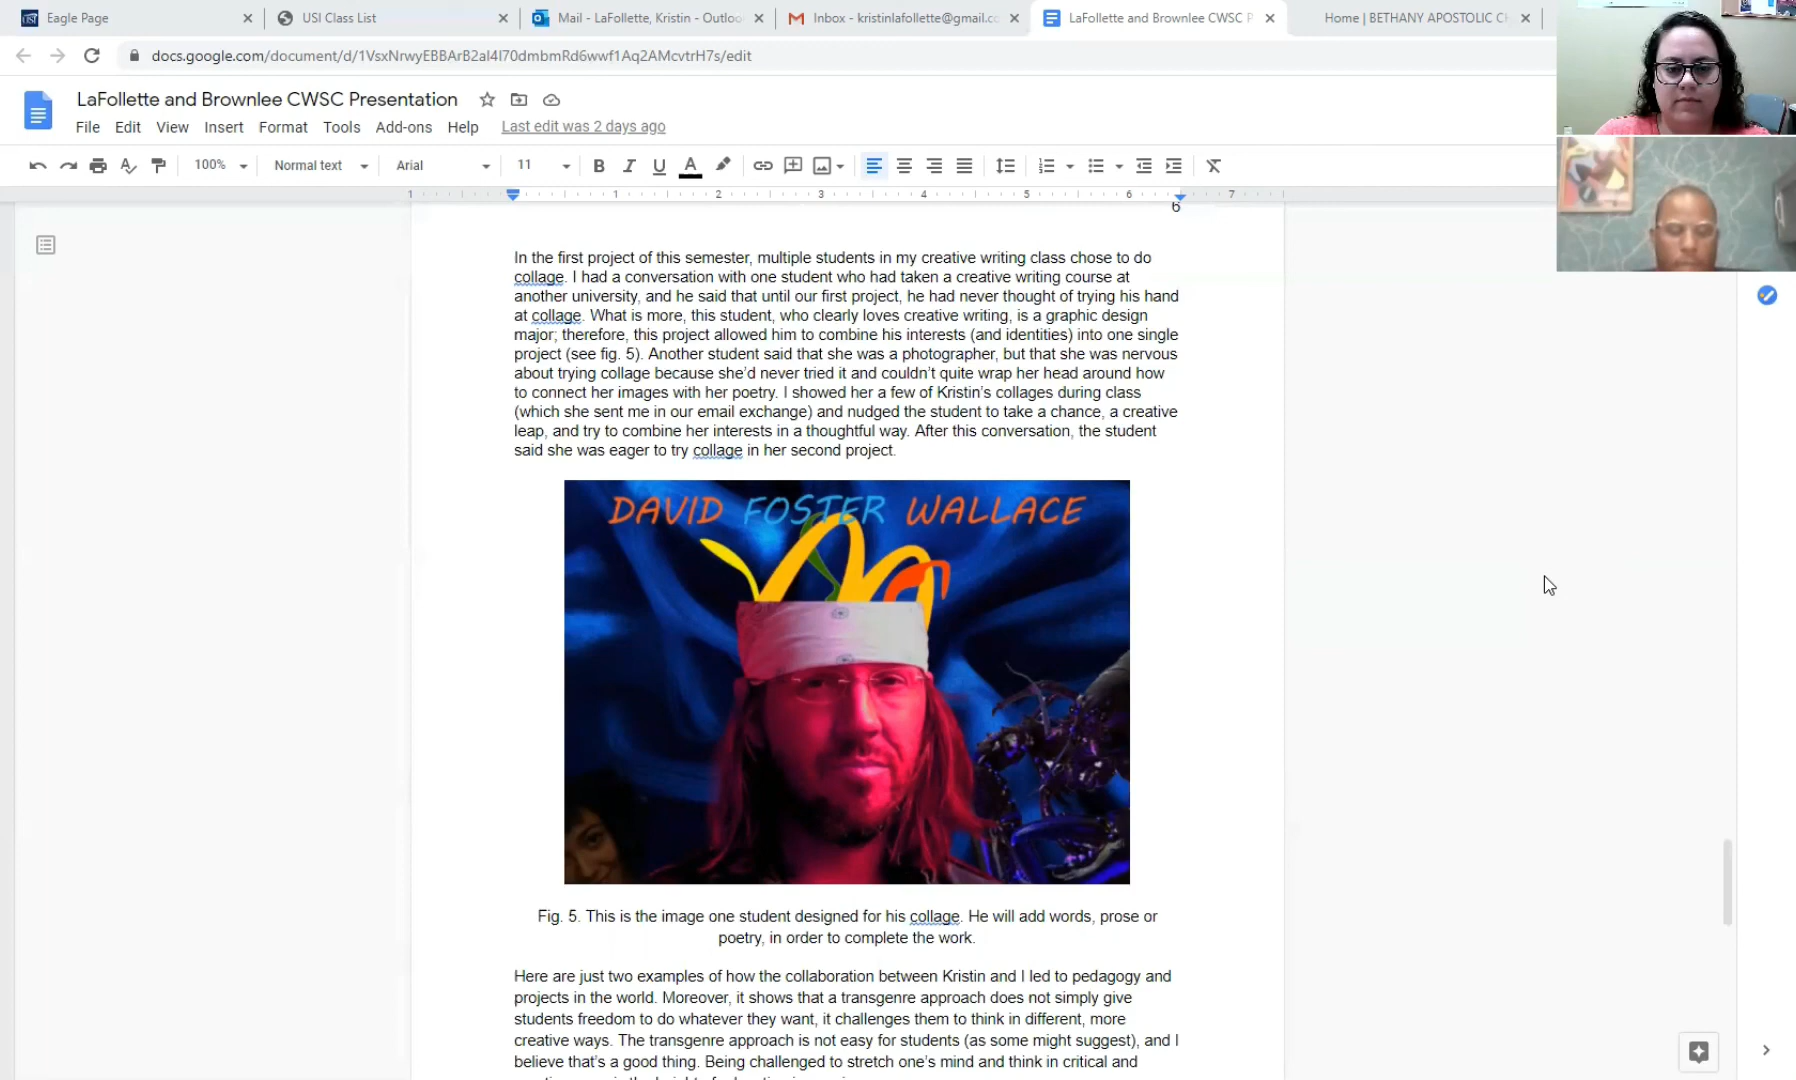 Eagle Page
USI Class List
Mail - LaFollette, Kristin - Outloo
Inbox - kristinlafollette@gmail.co
LaFollette and Brownlee CWSC P
Home | BETHANY APOSTOLIC C
docs.google.com/document/d/1VsxNrwyEBBArB2aI4I70dmbmRd6wwf1Aq2AMcvtrH7s/edit
LaFollette and Brownlee CWSC Presentation
File Edit View Insert Format Tools Add-ons Help Last edit was 2 days ago
100% Normal text Arial 11 B I U A
1 1 2 3 4 5 6 7
6
In the first project of this semester, multiple students in my creative writing class chose to do
collage. I had a conversation with one student who had taken a creative writing course at
another university, and he said that until our first project, he had never thought of trying his hand
at collage. What is more, this student, who clearly loves creative writing, is a graphic design
major; therefore, this project allowed him to combine his interests (and identities) into one single
project (see fig. 5). Another student said that she was a photographer, but that she was nervous
about trying collage because she'd never tried it and couldn't quite wrap her head around how
to connect her images with her poetry. I showed her a few of Kristin's collages during class
(which she sent me in our email exchange) and nudged the student to take a chance, a creative
leap, and try to combine her interests in a thoughtful way. After this conversation, the student
said she was eager to try collage in her second project.
DAVID FOSTER WALLACE
Fig. 5. This is the image one student designed for his collage. He will add words, prose or
poetry, in order to complete the work.
Here are just two examples of how the collaboration between Kristin and I led to pedagogy and
projects in the world. Moreover, it shows that a transgenre approach does not simply give
students freedom to do whatever they want, it challenges them to think in different, more
creative ways. The transgenre approach is not easy for students (as some might suggest), and I
believe that's a good thing. Being challenged to stretch one's mind and think in critical and